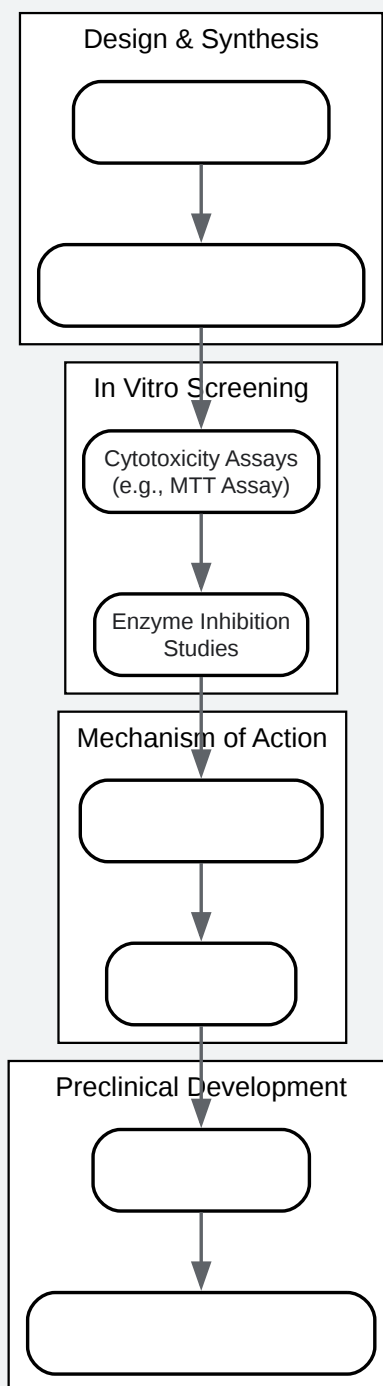 Design & Synthesis
In Vitro Screening
Cytotoxicity Assays
(e.g., MTT Assay)
Enzyme Inhibition
Studies
Mechanism of Action
Preclinical Development